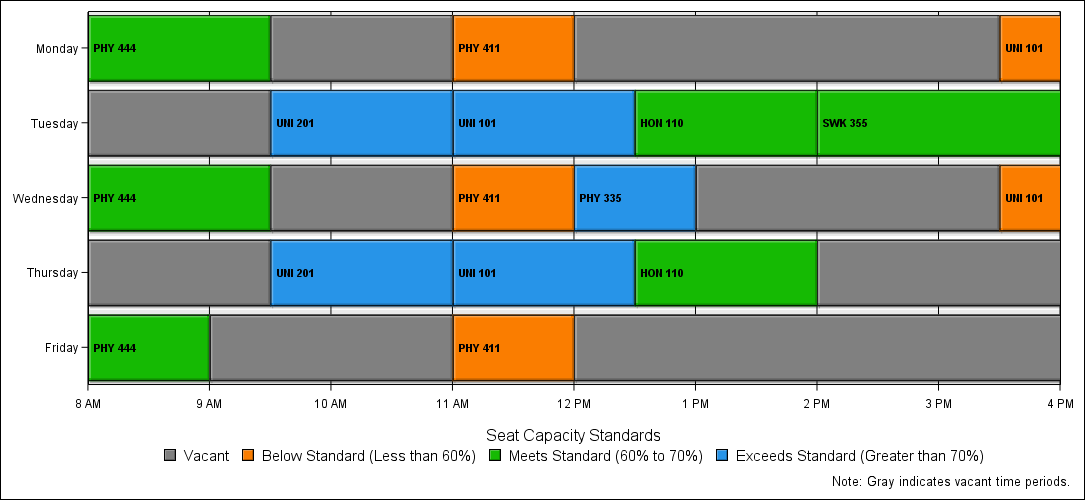 Monday PHY 444 PHY 411 UNI 101
Tuesday UNI 201 UNI 101 HON 110 SWK 355
Wednesday PHY 444 PHY 411 PHY 335 UNI 101
Thursday UNI 201 UNI 101 HON 110
Friday PHY 444 PHY 411
8 AM 9 AM 10 AM 11 AM 12 PM 1 PM 2 PM 3 PM 4 PM
Seat Capacity Standards
Vacant Below Standard (Less than 60%) Meets Standard (60% to 70%) Exceeds Standard (Greater than 70%)
Note: Gray indicates vacant time periods.